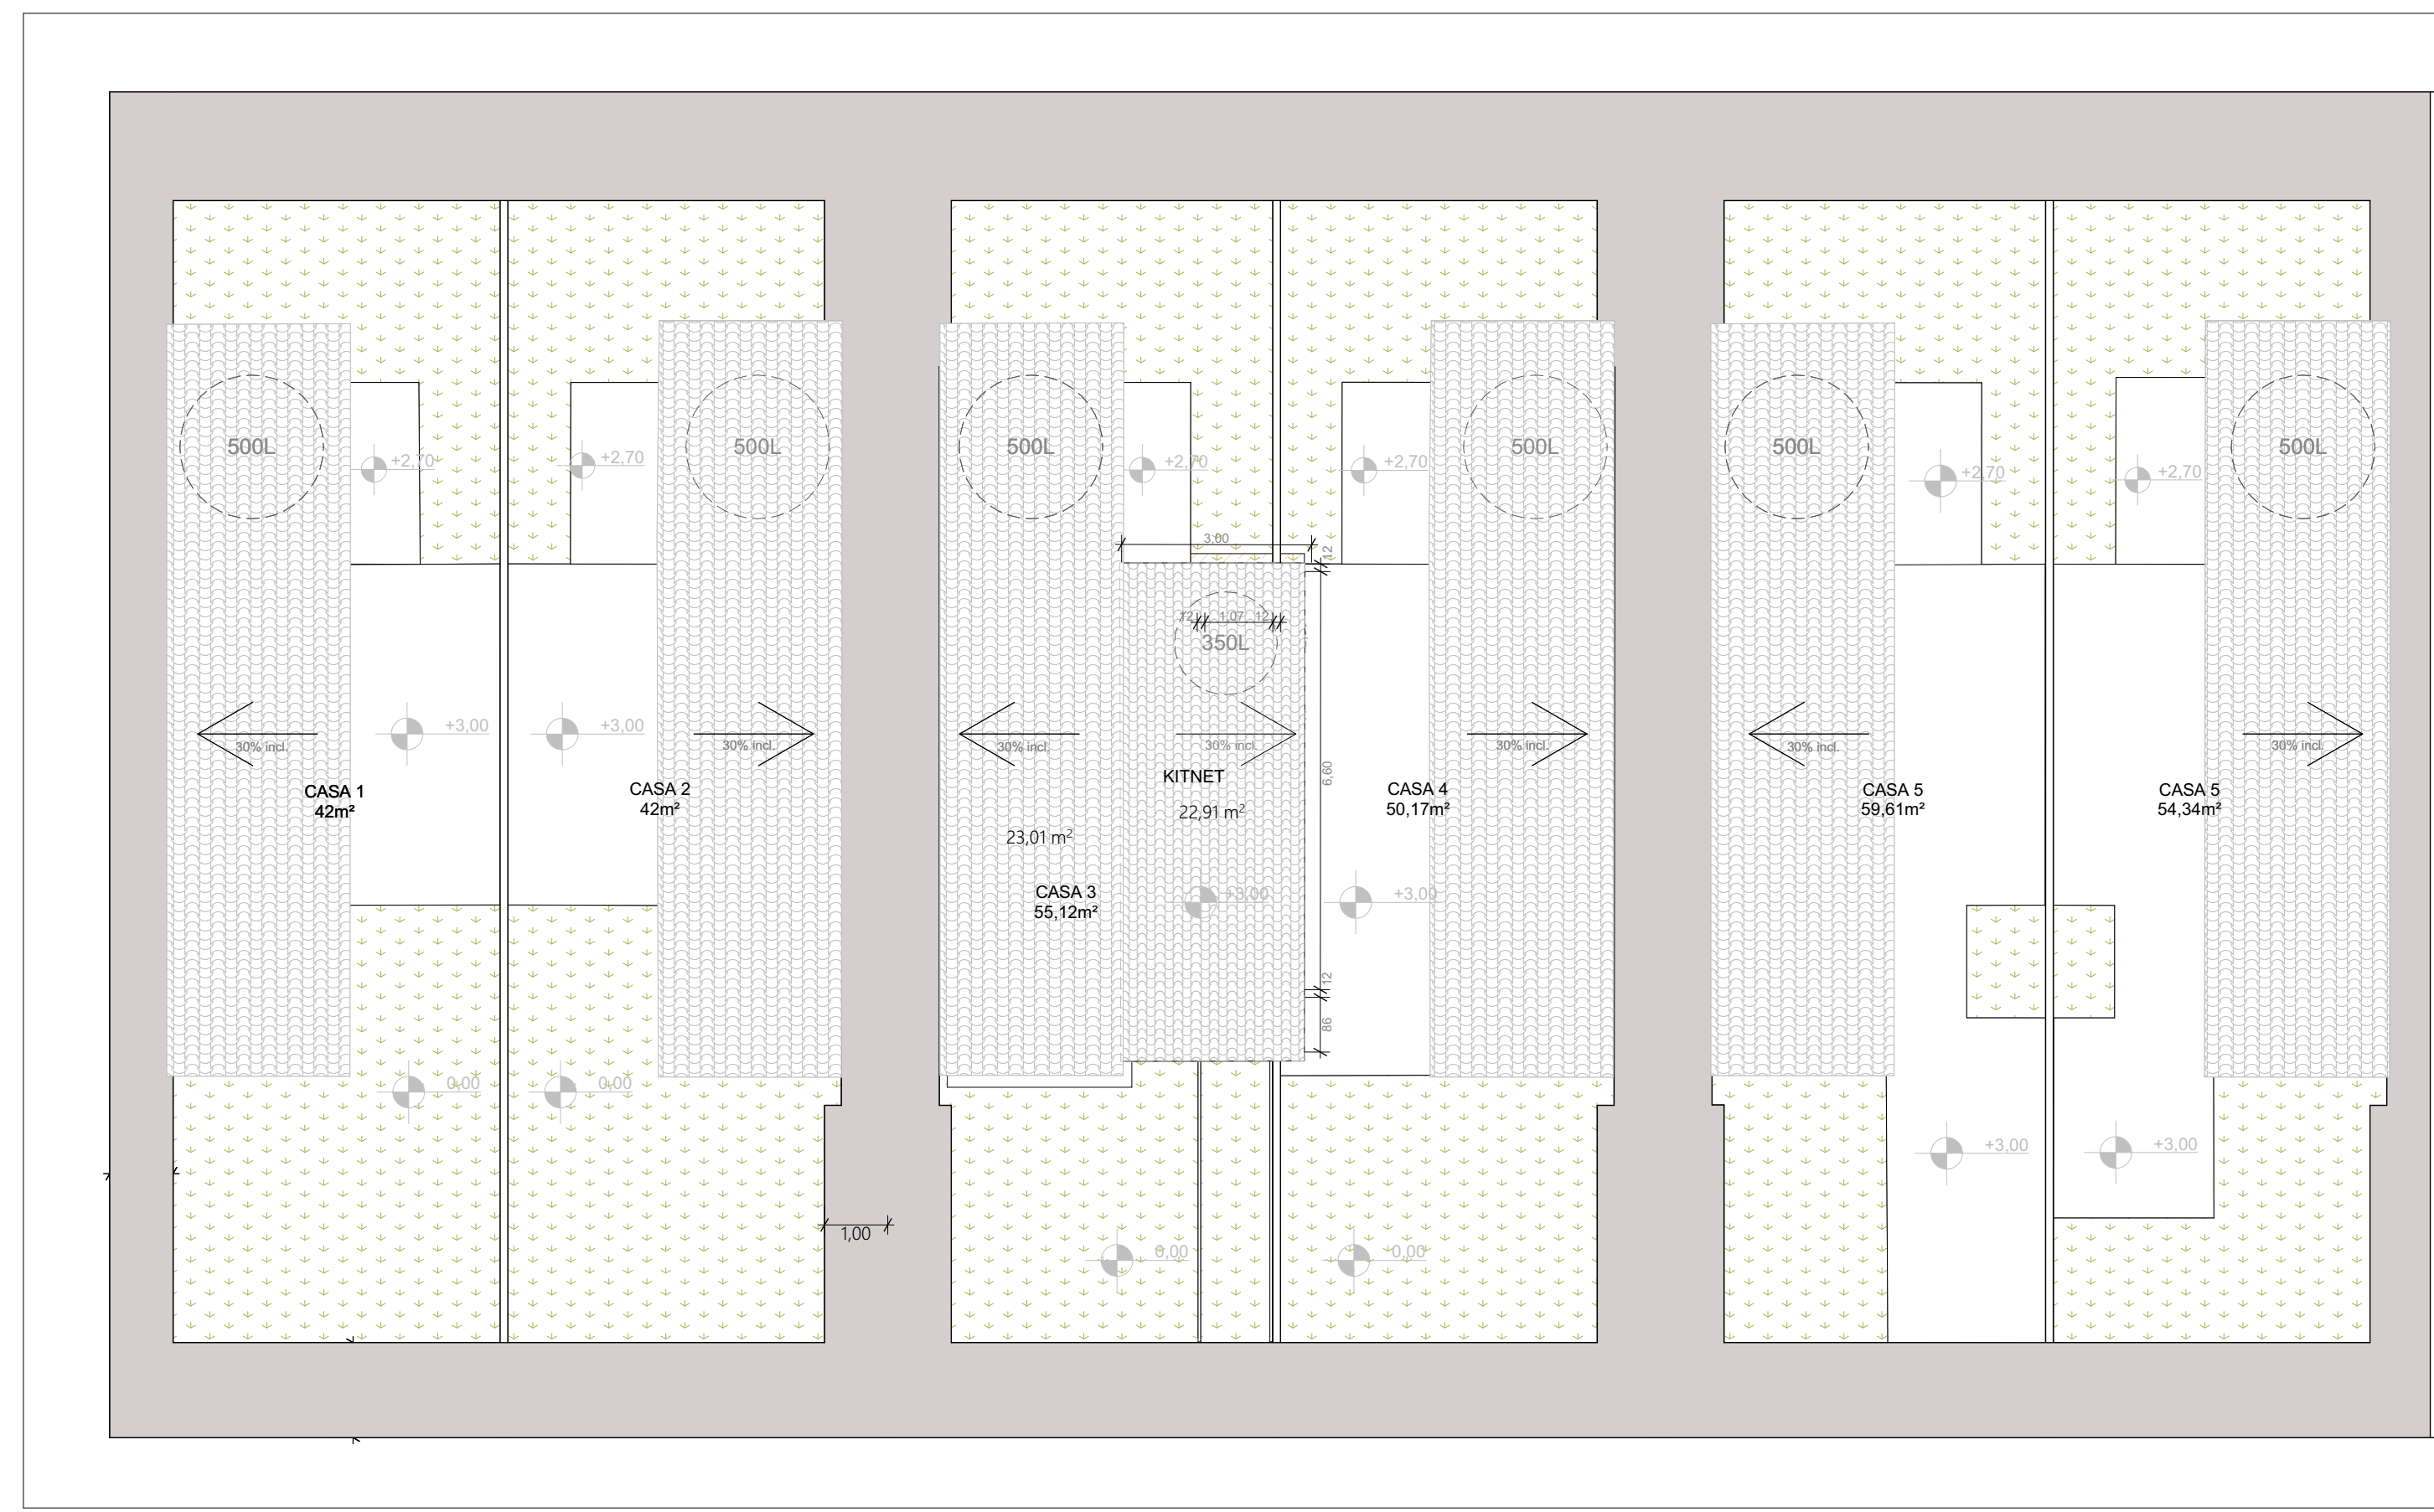 500L
500L
500L
500L
500L
500L
+2,70
+2,70
+2,70
+2,70
+2,70
+2,70
3,00
12
12
1,07
12
350L
+3,00
+3,00
30% incl.
30% incl.
30% incl.
30% incl.
30% incl.
30% incl.
30% incl.
6,60
KITNET
22,91 m²
23,01 m²
CASA 1
42m²
CASA 2
42m²
CASA 4
50,17m²
CASA 5
59,61m²
CASA 5
54,34m²
CASA 3
55,12m²
+3,00
+3,00
12
86
0,00
0,00
+3,00
+3,00
1,00
0,00
0,00